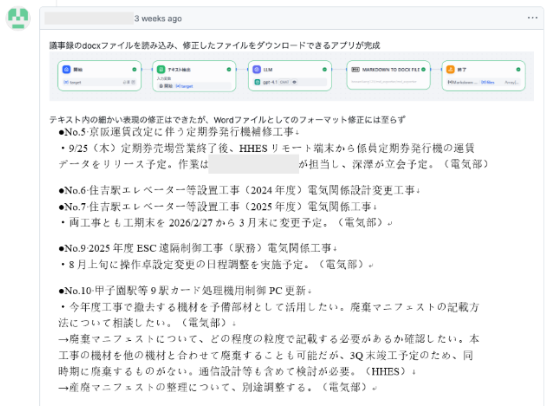 3 weeks ago
議事録のdocxファイルを読み込み、修正したファイルをダウンロードできるアプリが完成
開始
テキスト抽出
LLM
MARKDOWN TO DOCX FILE
終了
テキスト内の細かい表現の修正はできたが、Wordファイルとしてのフォーマット修正には至らず
●No.5·京阪運賃改定に伴う定期券発行機補修工事↓
・9/25（木）定期券売場営業終了後、HHES リモート端末から係員定期券発行機の運賃
データをリリース予定。作業は が担当し、深澤が立会予定。（電気部）
●No.6·住吉駅エレベーター等設置工事（2024 年度）電気関係設計変更工事↓
●No.7·住吉駅エレベーター等設置工事（2025 年度）電気関係工事↓
・両工事とも工期末を 2026/2/27 から 3 月末に変更予定。（電気部）↵
●No.9·2025 年度 ESC 遠隔制御工事（駅務）電気関係工事↓
・8 月上旬に操作卓設定変更の日程調整を実施予定。（電気部）↵
●No.10·甲子園駅等 9 駅カード処理機用制御 PC 更新↓
・今年度工事で撤去する機材を予備部材として活用したい。廃棄マニフェストの記載方
法について相談したい。（電気部）↓
→廃棄マニフェストについて、どの程度の粒度で記載する必要があるか確認したい。本
工事の機材を他の機材と合わせて廃棄することも可能だが、3Q 末竣工予定のため、同
時期に廃棄するものがない。通信設計等も含めて検討が必要。（HHES）↓
→産廃マニフェストの整理について、別途調整する。（電気部）↵